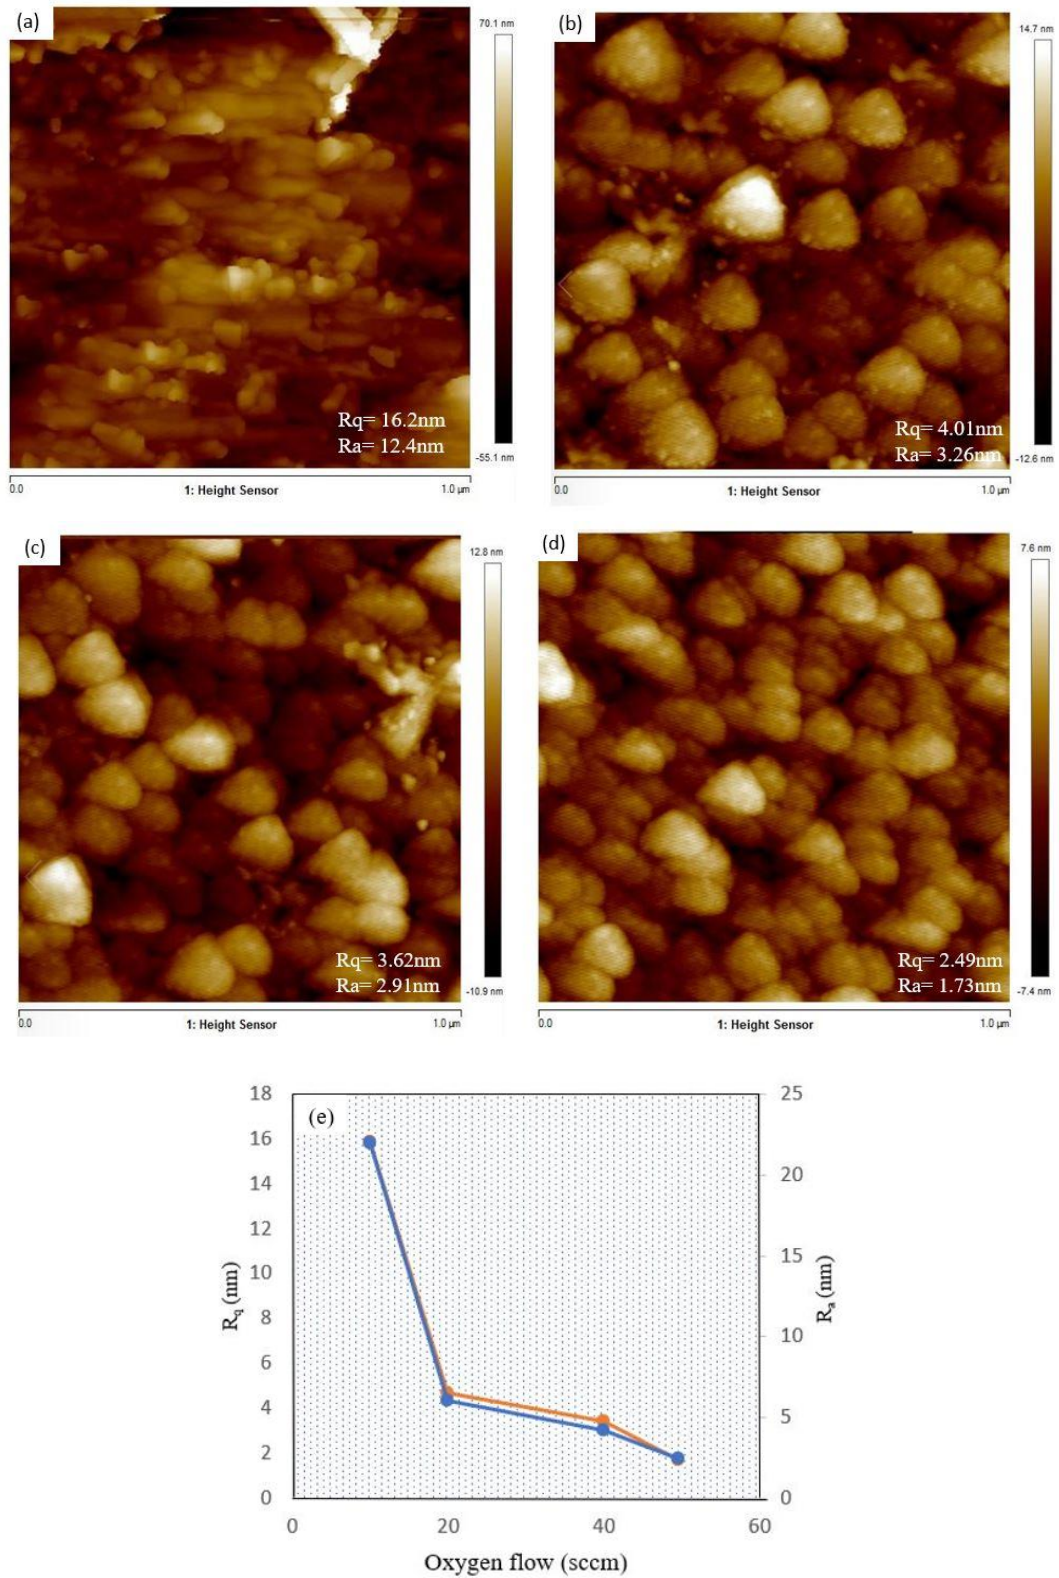 (a)
70.1 nm
Rq= 16.2nm
Ra= 12.4nm
-55.1 nm
0.0
1: Height Sensor
1.0 µm
(b)
14.7 nm
Rq= 4.01nm
Ra= 3.26nm
-12.6 nm
0.0
1: Height Sensor
1.0 µm
(c)
12.8 nm
Rq= 3.62nm
Ra= 2.91nm
-10.9 nm
0.0
1: Height Sensor
1.0 µm
(d)
7.6 nm
Rq= 2.49nm
Ra= 1.73nm
-7.4 nm
0.0
1: Height Sensor
1.0 µm
(e)
18
16
14
12
10
8
6
4
2
0
Rq (nm)
25
20
15
10
5
0
Ra (nm)
0 20 40 60
Oxygen flow (sccm)